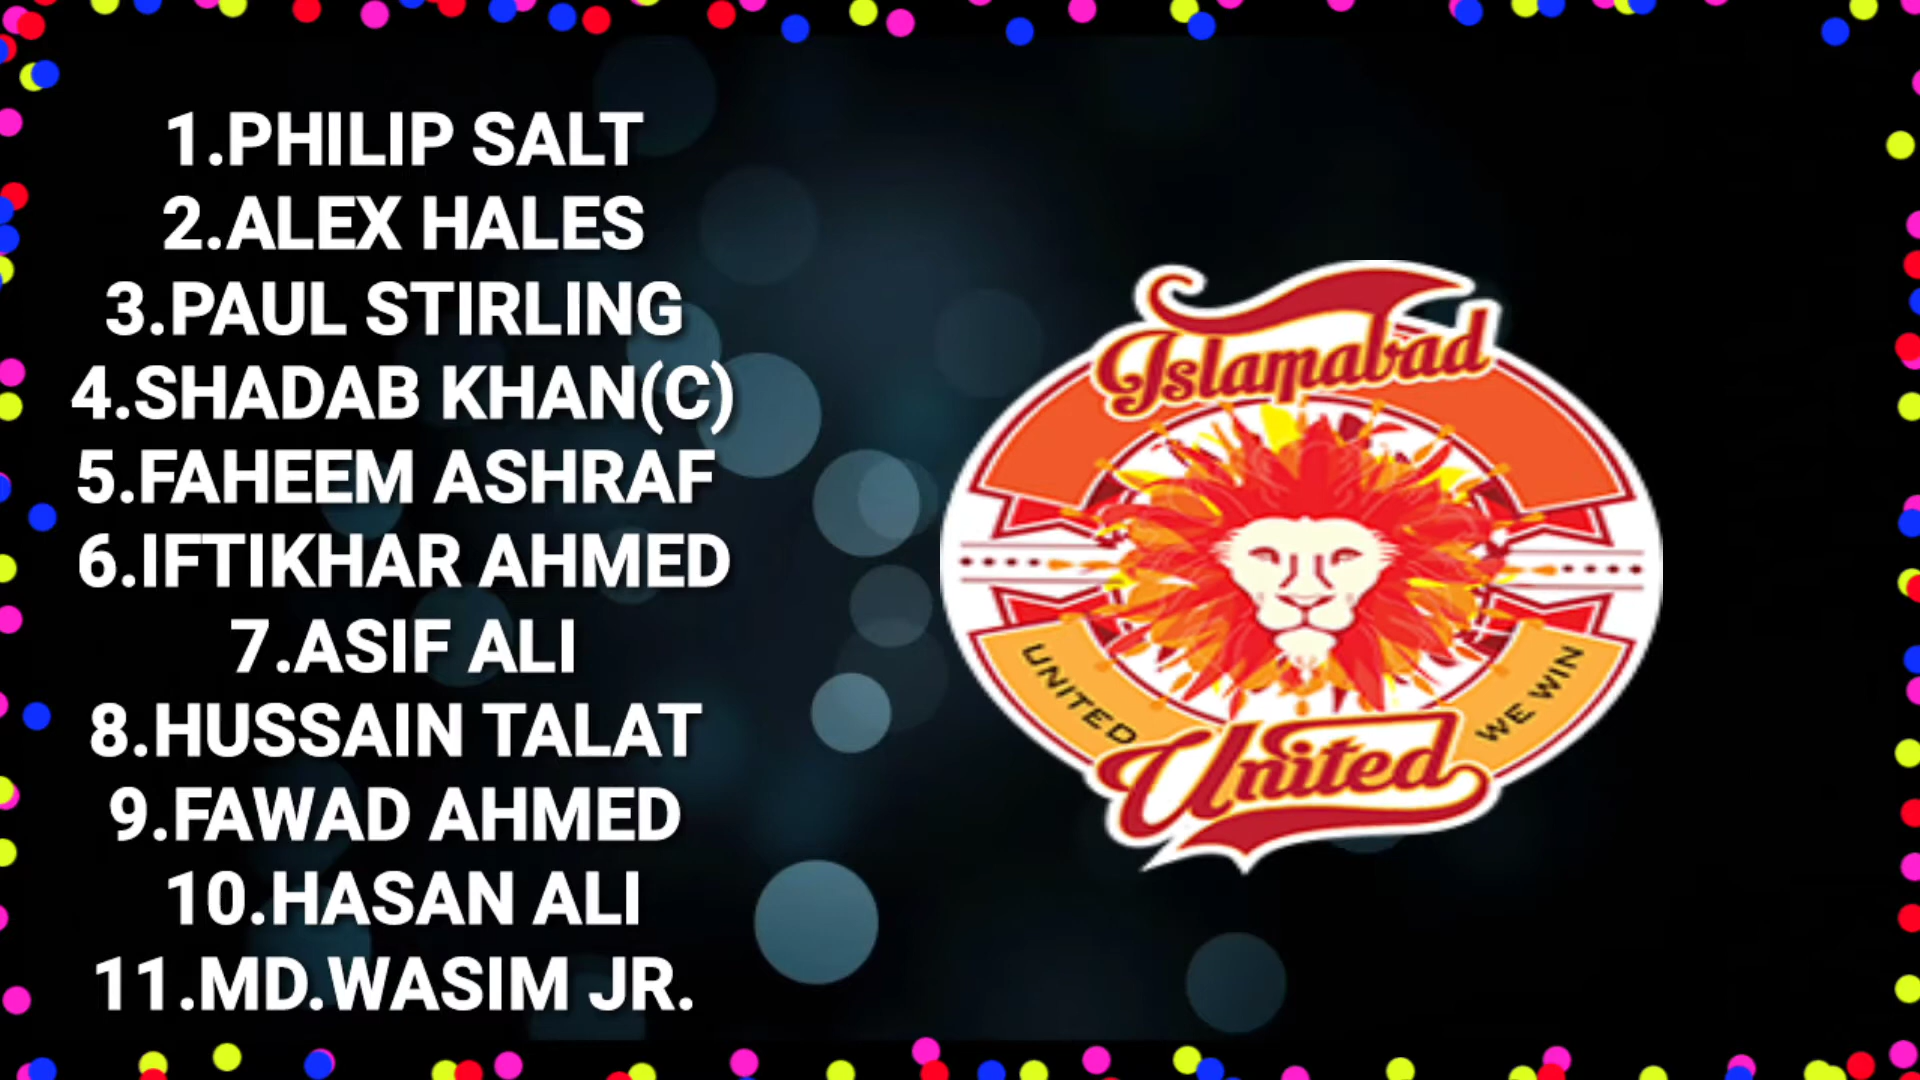 1.PHILIP SALT
2.ALEX HALES
3.PAUL STIRLING
4.SHADAB KHAN(C)
5.FAHEEM ASHRAF
6.IFTIKHAR AHMED
7.ASIF ALI
8.HUSSAIN TALAT
9.FAWAD AHMED
10.HASAN ALI
11.MD.WASIM JR.
Islamabad
UNITED WE WIN
United